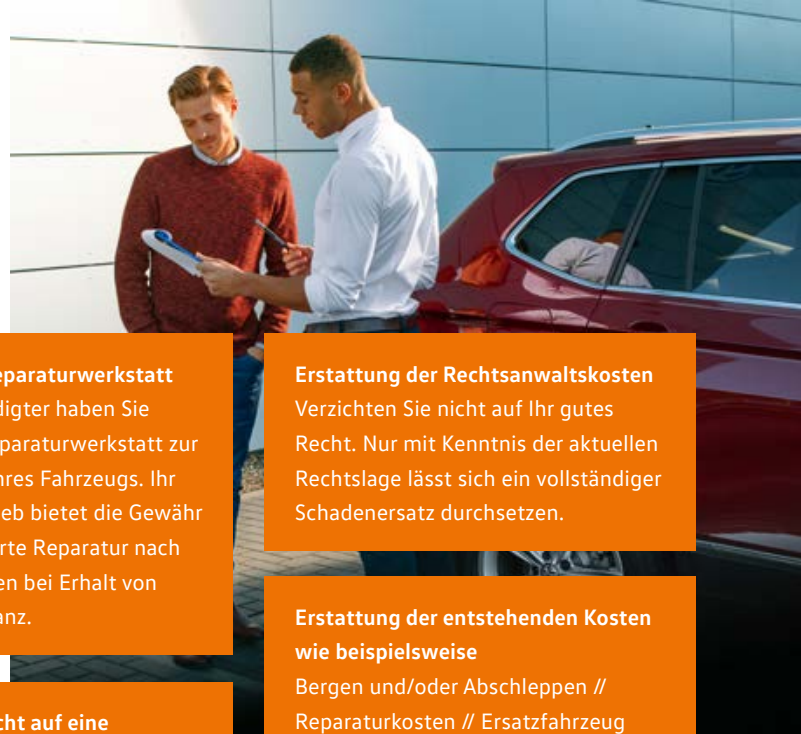 eparaturwerkstatt
digter haben Sie
paraturwerkstatt zur
hres Fahrzeugs. Ihr
eb bietet die Gewähr
rte Reparatur nach
en bei Erhalt von
anz.
cht auf eine
Erstattung der Rechtsanwaltskosten
Verzichten Sie nicht auf Ihr gutes
Recht. Nur mit Kenntnis der aktuellen
Rechtslage lässt sich ein vollständiger
Schadenersatz durchsetzen.
Erstattung der entstehenden Kosten
wie beispielsweise
Bergen und/oder Abschleppen //
Reparaturkosten // Ersatzfahrzeug